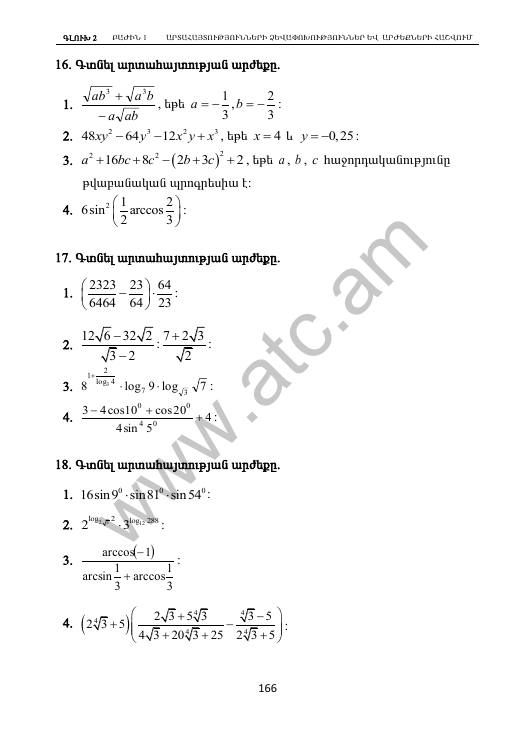 ԳԼՈՒԽ 2 ԲԱԺԻՆ 1 ԱՐՏԱՀԱՅՏՈՒԹՅՈՒՆՆԵՐԻ ՁԵՎԱՓՈԽՈՒԹՅՈՒՆՆԵՐ ԵՎ ԱՐԺԵՔՆԵՐԻ ՀԱՇՎՈՒՄ
16. Գտնել արտահայտության արժեքը.
1. (√(ab³) + √(a³b)) / (−a√(ab)), եթե a = −1/3, b = −2/3 :
2. 48xy² − 64y³ − 12x²y + x³, եթե x = 4 և y = −0,25 :
3. a² + 16bc + 8c² − (2b + 3c)² + 2, եթե a, b, c հաջորդականությունը
թվաբանական պրոգրեսիա է:
4. 6sin²(1/2 arccos 2/3) :
17. Գտնել արտահայտության արժեքը.
1. (2323/6464 − 23/64) · 64/23 :
2. (12√6 − 32√2)/(√3 − 2) : (7 + 2√3)/√2 :
3. 8^(1 + 2/log₃4) · log₇ 9 · log_√3 √7 :
4. (3 − 4cos10⁰ + cos20⁰)/(4sin⁴ 5⁰) + 4 :
18. Գտնել արտահայտության արժեքը.
1. 16sin9⁰ · sin81⁰ · sin54⁰ :
2. · 3^(log₁₂ 288) :
3. arccos(−1) / (arcsin 1/3 + arccos 1/3) :
4. (2∜3 + 5)((2√3 + 5∜3)/(4√3 + 20∜3 + 25) − (∜3 − 5)/(2∜3 + 5)) :
www.atc.am
166